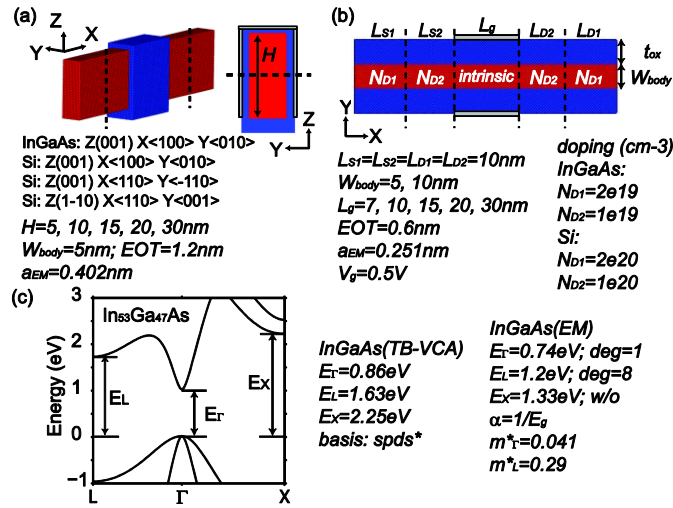 (a)
Z
X
Y
H
Z
Y
InGaAs: Z(001) X<100> Y<010>
Si: Z(001) X<100> Y<010>
Si: Z(001) X<110> Y<-110>
Si: Z(1-10) X<110> Y<001>
H=5, 10, 15, 20, 30nm
Wbody=5nm; EOT=1.2nm
aEM=0.402nm
(b)
LS1 LS2 Lg LD2 LD1
tox
ND1 ND2 intrinsic ND2 ND1
Wbody
Y
X
LS1=LS2=LD1=LD2=10nm
Wbody=5, 10nm
Lg=7, 10, 15, 20, 30nm
EOT=0.6nm
aEM=0.251nm
Vg=0.5V
doping (cm-3)
InGaAs:
ND1=2e19
ND2=1e19
Si:
ND1=2e20
ND2=1e20
(c)
Energy (eV)
3
2
1
0
−1
In53Ga47As
EL
EΓ
EX
L Γ X
InGaAs(TB-VCA)
EΓ=0.86eV
EL=1.63eV
EX=2.25eV
basis: spds*
InGaAs(EM)
EΓ=0.74eV; deg=1
EL=1.2eV; deg=8
EX=1.33eV; w/o
α=1/Eg
m*Γ=0.041
m*L=0.29